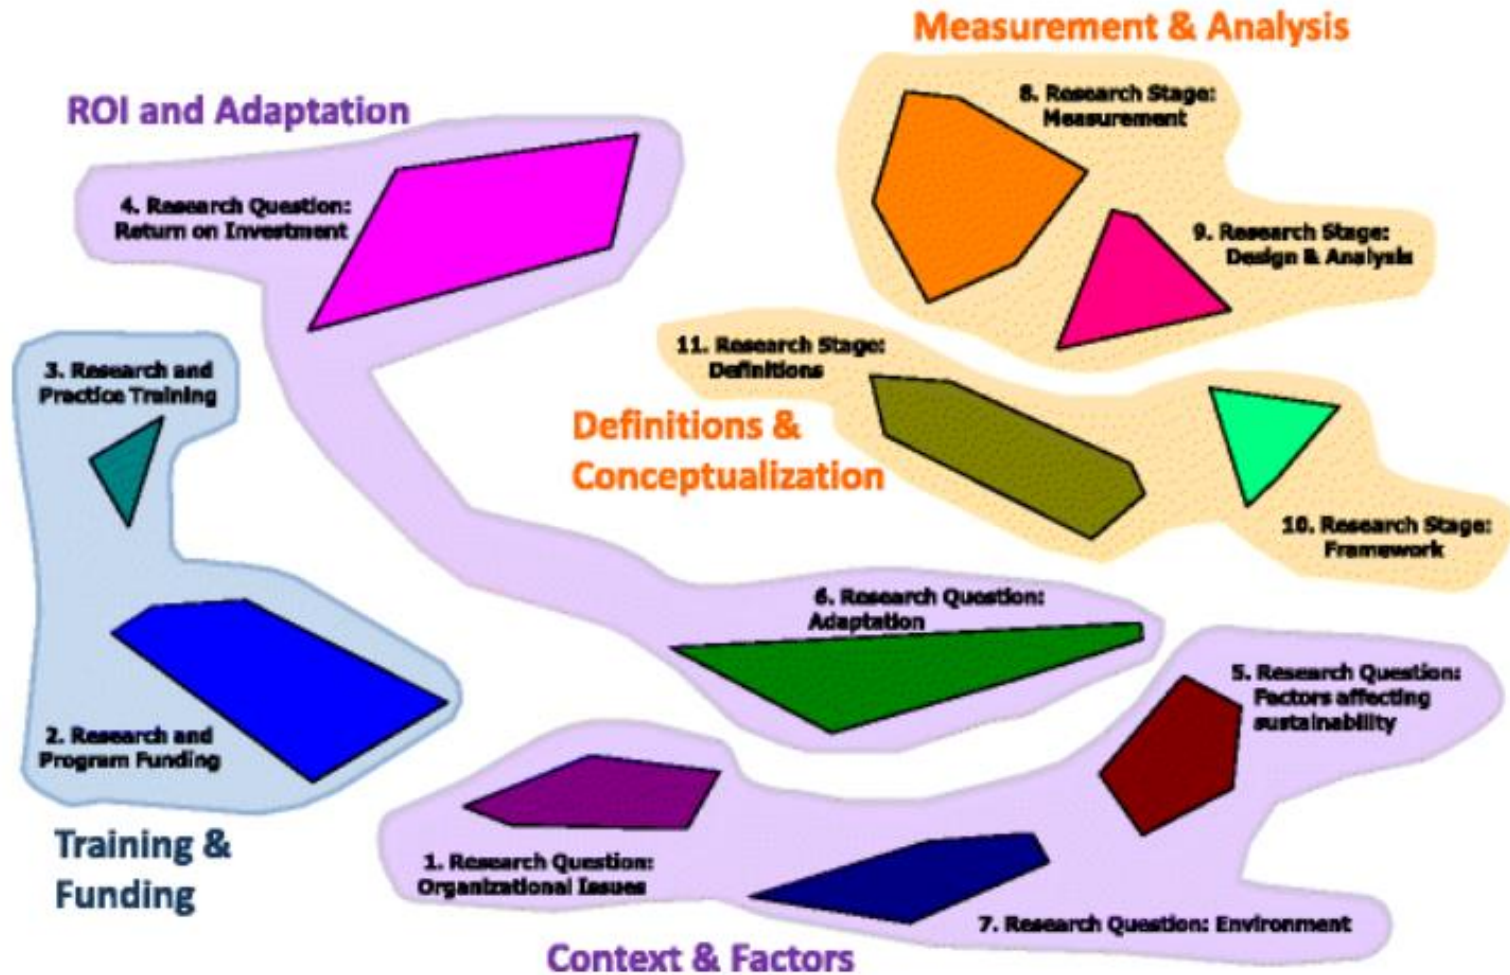 Measurement & Analysis
8. Research Stage:
Measurement
ROI and Adaptation
4. Research Question:
Return on Investment
9. Research Stage:
Design & Analysis
11. Research Stage:
Definitions
3. Research and
Practice Training
Definitions &
Conceptualization
10. Research Stage:
Framework
6. Research Question:
Adaptation
5. Research Question:
Factors affecting
sustainability
2. Research and
Program Funding
Training &
Funding
1. Research Question:
Organizational Issues
7. Research Question: Environment
Context & Factors